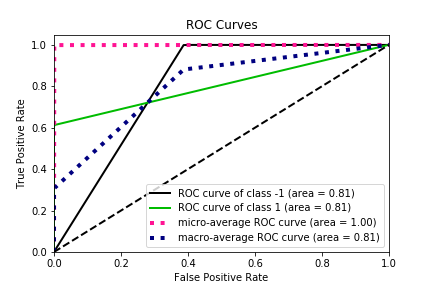 ROC Curves
True Positive Rate
1.0
0.8
0.6
0.4
0.2
0.0
ROC curve of class -1 (area = 0.81)
ROC curve of class 1 (area = 0.81)
micro-average ROC curve (area = 1.00)
macro-average ROC curve (area = 0.81)
0.0 0.2 0.4 0.6 0.8 1.0
False Positive Rate